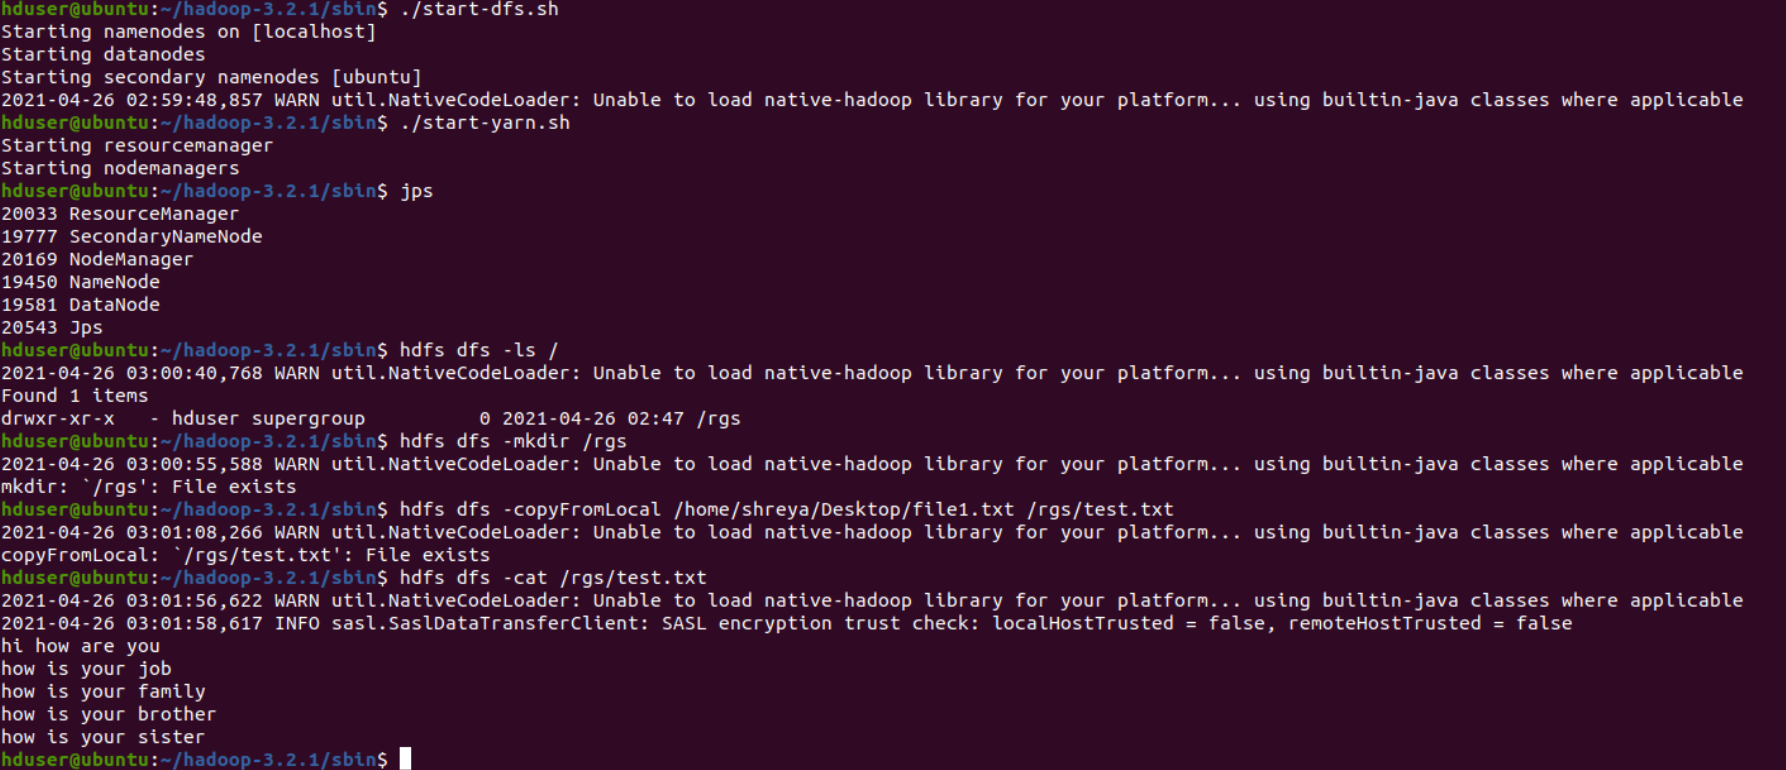 hduser@ubuntu:~/hadoop-3.2.1/sbin$ ./start-dfs.sh
Starting namenodes on [localhost]
Starting datanodes
Starting secondary namenodes [ubuntu]
2021-04-26 02:59:48,857 WARN util.NativeCodeLoader: Unable to load native-hadoop library for your platform... using builtin-java classes where applicable
hduser@ubuntu:~/hadoop-3.2.1/sbin$ ./start-yarn.sh
Starting resourcemanager
Starting nodemanagers
hduser@ubuntu:~/hadoop-3.2.1/sbin$ jps
20033 ResourceManager
19777 SecondaryNameNode
20169 NodeManager
19450 NameNode
19581 DataNode
20543 Jps
hduser@ubuntu:~/hadoop-3.2.1/sbin$ hdfs dfs -ls /
2021-04-26 03:00:40,768 WARN util.NativeCodeLoader: Unable to load native-hadoop library for your platform... using builtin-java classes where applicable
Found 1 items
drwxr-xr-x   - hduser supergroup          0 2021-04-26 02:47 /rgs
hduser@ubuntu:~/hadoop-3.2.1/sbin$ hdfs dfs -mkdir /rgs
2021-04-26 03:00:55,588 WARN util.NativeCodeLoader: Unable to load native-hadoop library for your platform... using builtin-java classes where applicable
mkdir: `/rgs': File exists
hduser@ubuntu:~/hadoop-3.2.1/sbin$ hdfs dfs -copyFromLocal /home/shreya/Desktop/file1.txt /rgs/test.txt
2021-04-26 03:01:08,266 WARN util.NativeCodeLoader: Unable to load native-hadoop library for your platform... using builtin-java classes where applicable
copyFromLocal: `/rgs/test.txt': File exists
hduser@ubuntu:~/hadoop-3.2.1/sbin$ hdfs dfs -cat /rgs/test.txt
2021-04-26 03:01:56,622 WARN util.NativeCodeLoader: Unable to load native-hadoop library for your platform... using builtin-java classes where applicable
2021-04-26 03:01:58,617 INFO sasl.SaslDataTransferClient: SASL encryption trust check: localHostTrusted = false, remoteHostTrusted = false
hi how are you
how is your job
how is your family
how is your brother
how is your sister
hduser@ubuntu:~/hadoop-3.2.1/sbin$